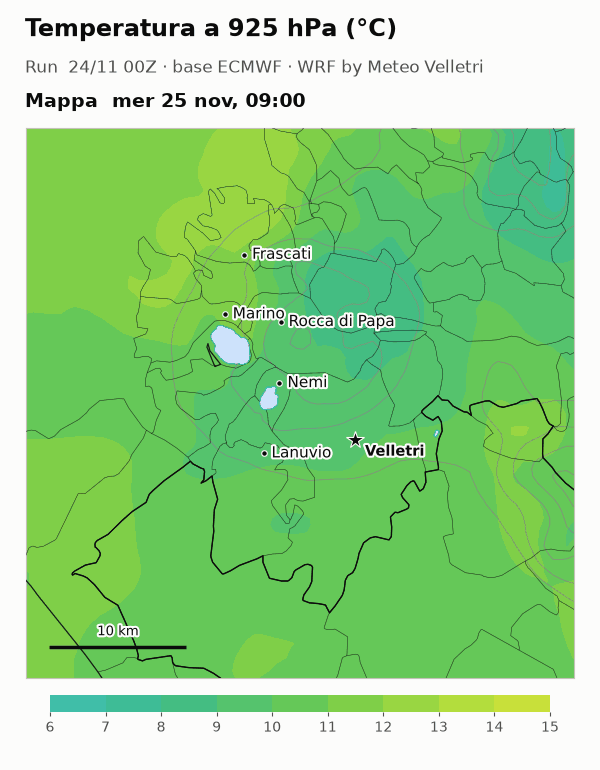 Temperatura a 925 hPa (°C)
Run  24/11 00Z · base ECMWF · WRF by Meteo Velletri
Mappa  mer 25 nov, 09:00
Frascati
Marino
Rocca di Papa
Nemi
Velletri
Lanuvio
10 km
6 7 8 9 10 11 12 13 14 15